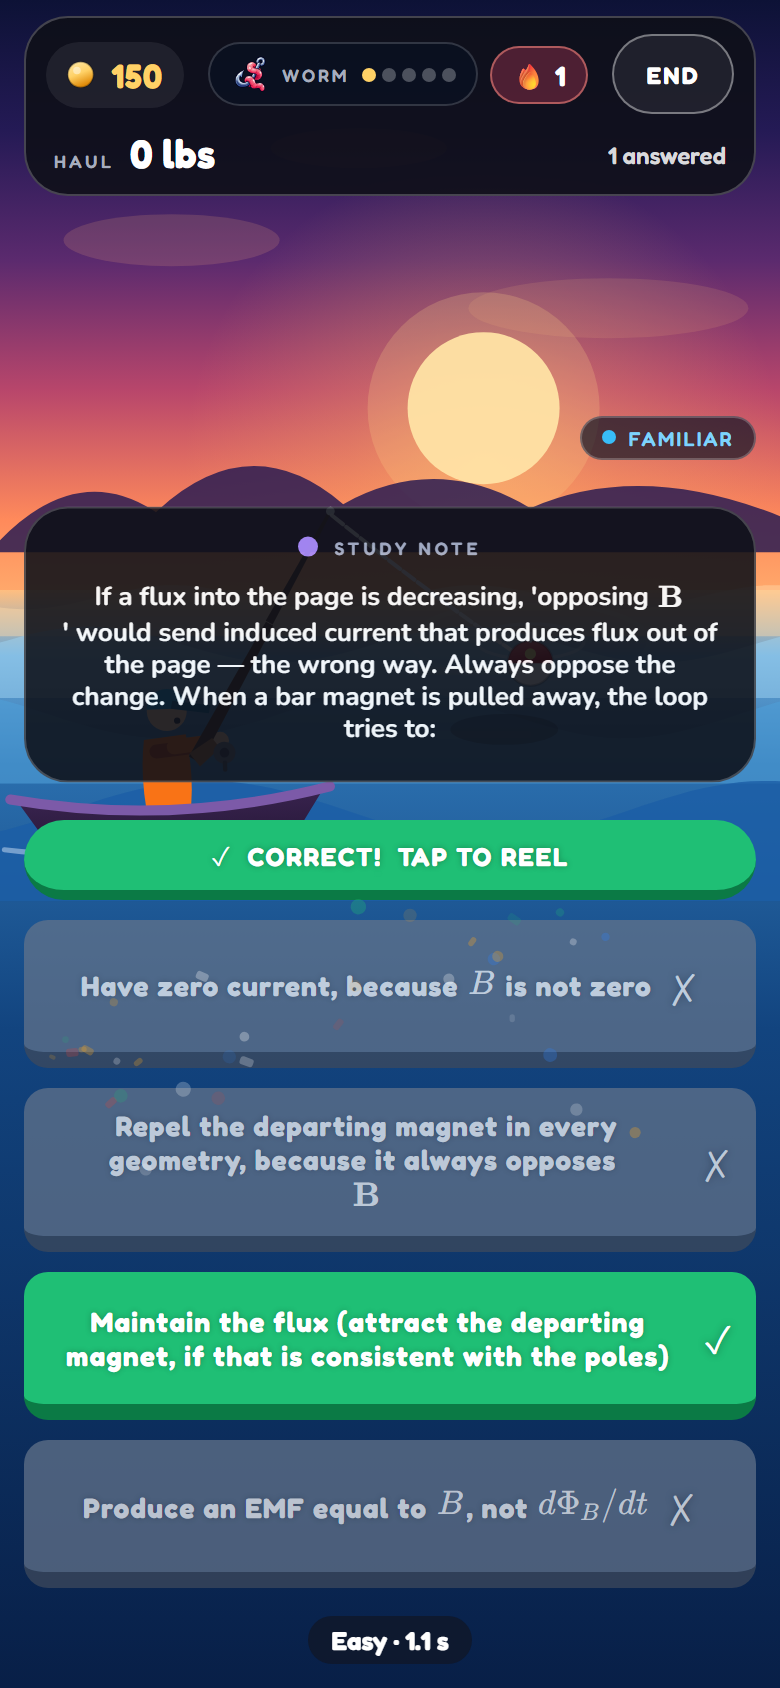 150
WORM
1
END
HAUL 0 lbs
1 answered
FAMILIAR
STUDY NOTE
If a flux into the page is decreasing, 'opposing B
' would send induced current that produces flux out of
the page — the wrong way. Always oppose the
change. When a bar magnet is pulled away, the loop
tries to:
✓ CORRECT! TAP TO REEL
Have zero current, because B is not zero ✗
Repel the departing magnet in every
geometry, because it always opposes
B
✗
Maintain the flux (attract the departing
magnet, if that is consistent with the poles)
✓
Produce an EMF equal to B, not dΦ_B/dt ✗
Easy · 1.1 s